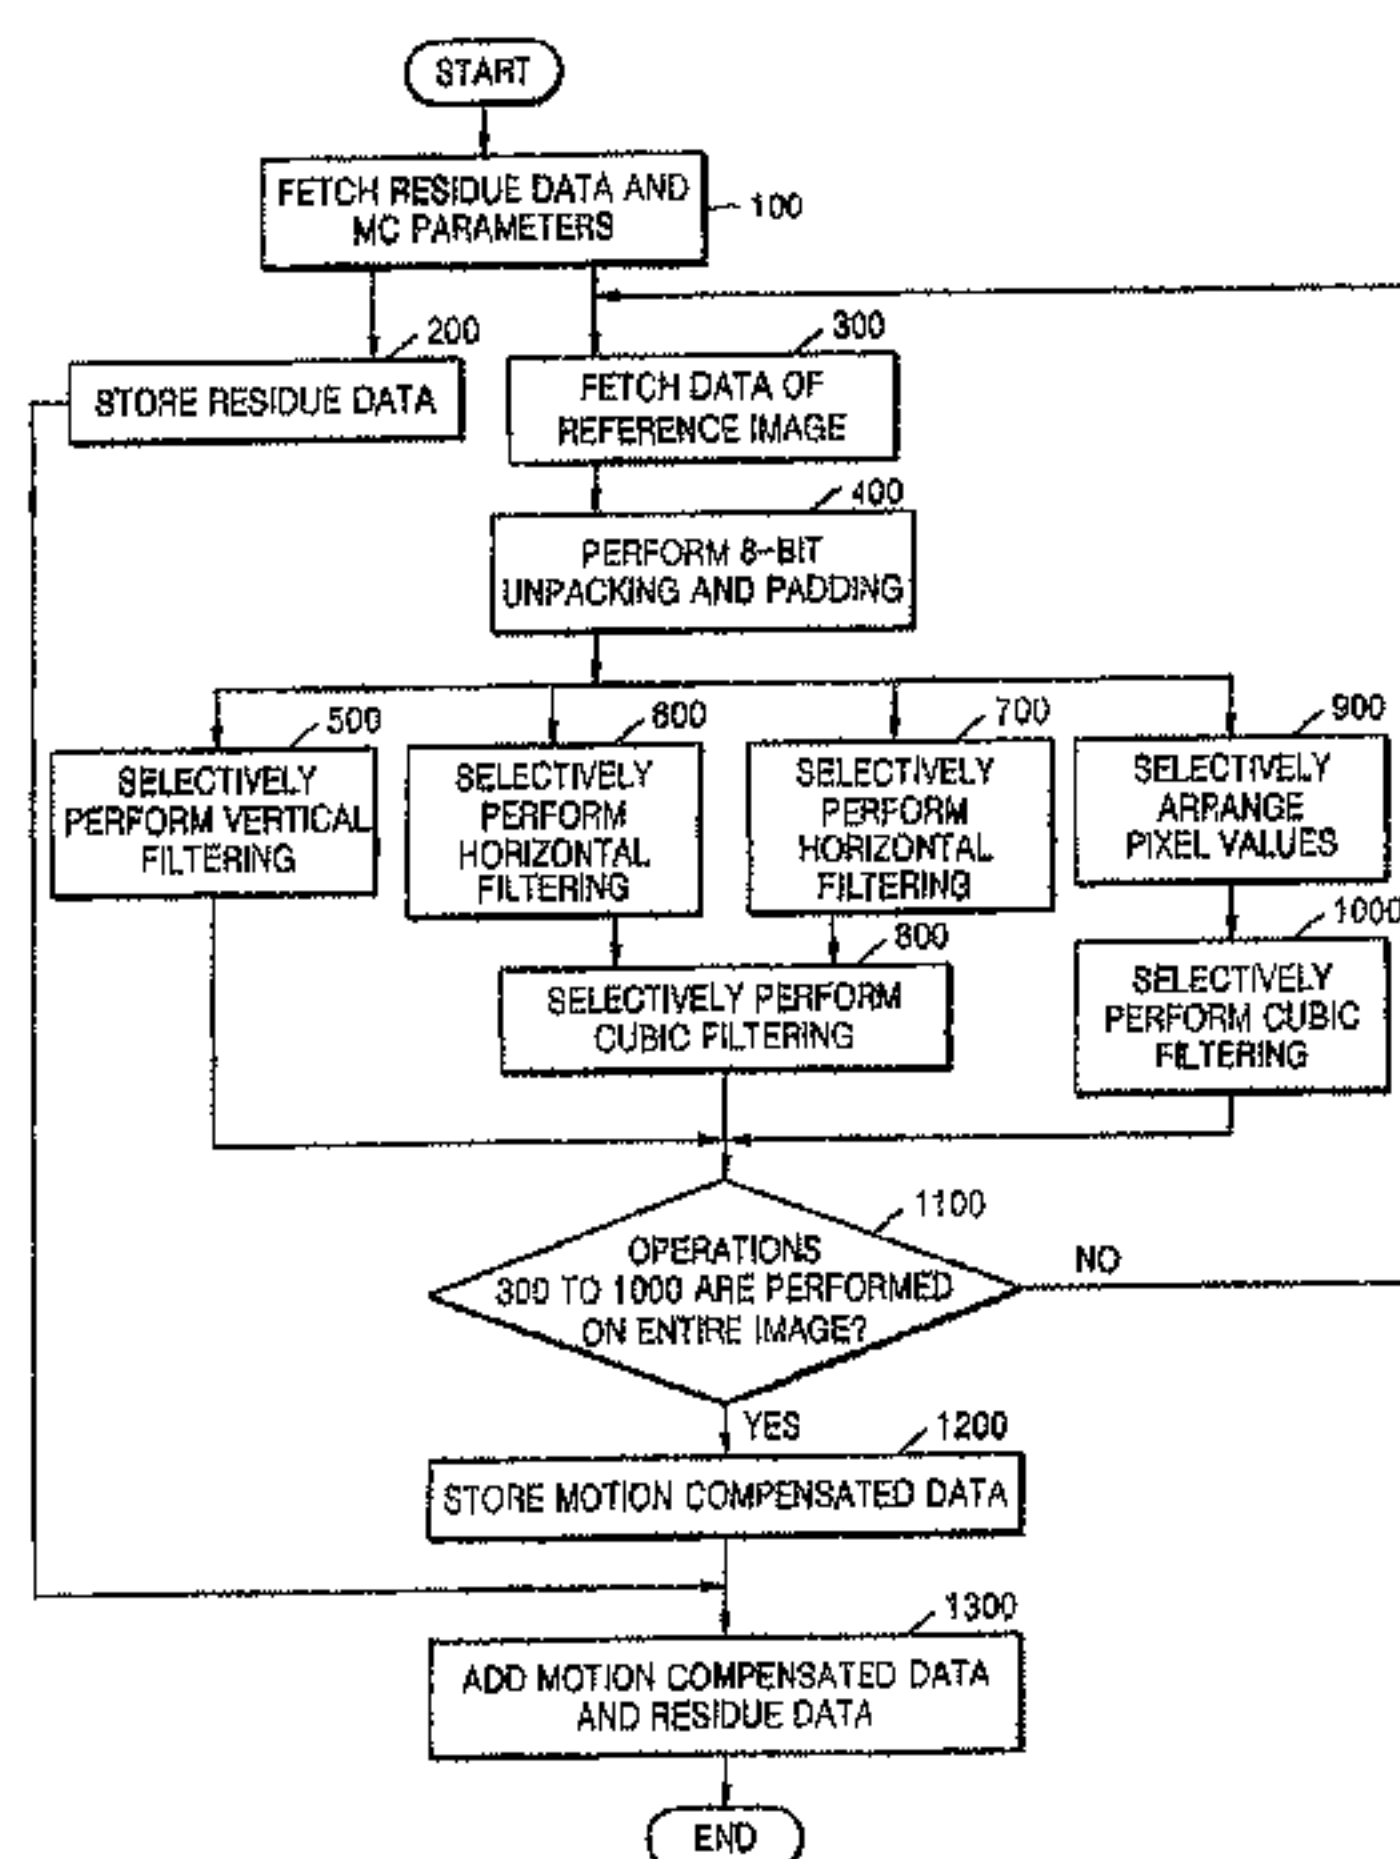 START
FETCH RESIDUE DATA AND
MC PARAMETERS
100
200
STORE RESIDUE DATA
300
FETCH DATA OF
REFERENCE IMAGE
400
PERFORM 8-BIT
UNPACKING AND PADDING
500
SELECTIVELY
PERFORM VERTICAL
FILTERING
600
SELECTIVELY
PERFORM
HORIZONTAL
FILTERING
700
SELECTIVELY
PERFORM
HORIZONTAL
FILTERING
900
SELECTIVELY
ARRANGE
PIXEL VALUES
800
SELECTIVELY PERFORM
CUBIC FILTERING
1000
SELECTIVELY
PERFORM CUBIC
FILTERING
1100
OPERATIONS
300 TO 1000 ARE PERFORMED
ON ENTIRE IMAGE?
NO
YES
1200
STORE MOTION COMPENSATED DATA
1300
ADD MOTION COMPENSATED DATA
AND RESIDUE DATA
END